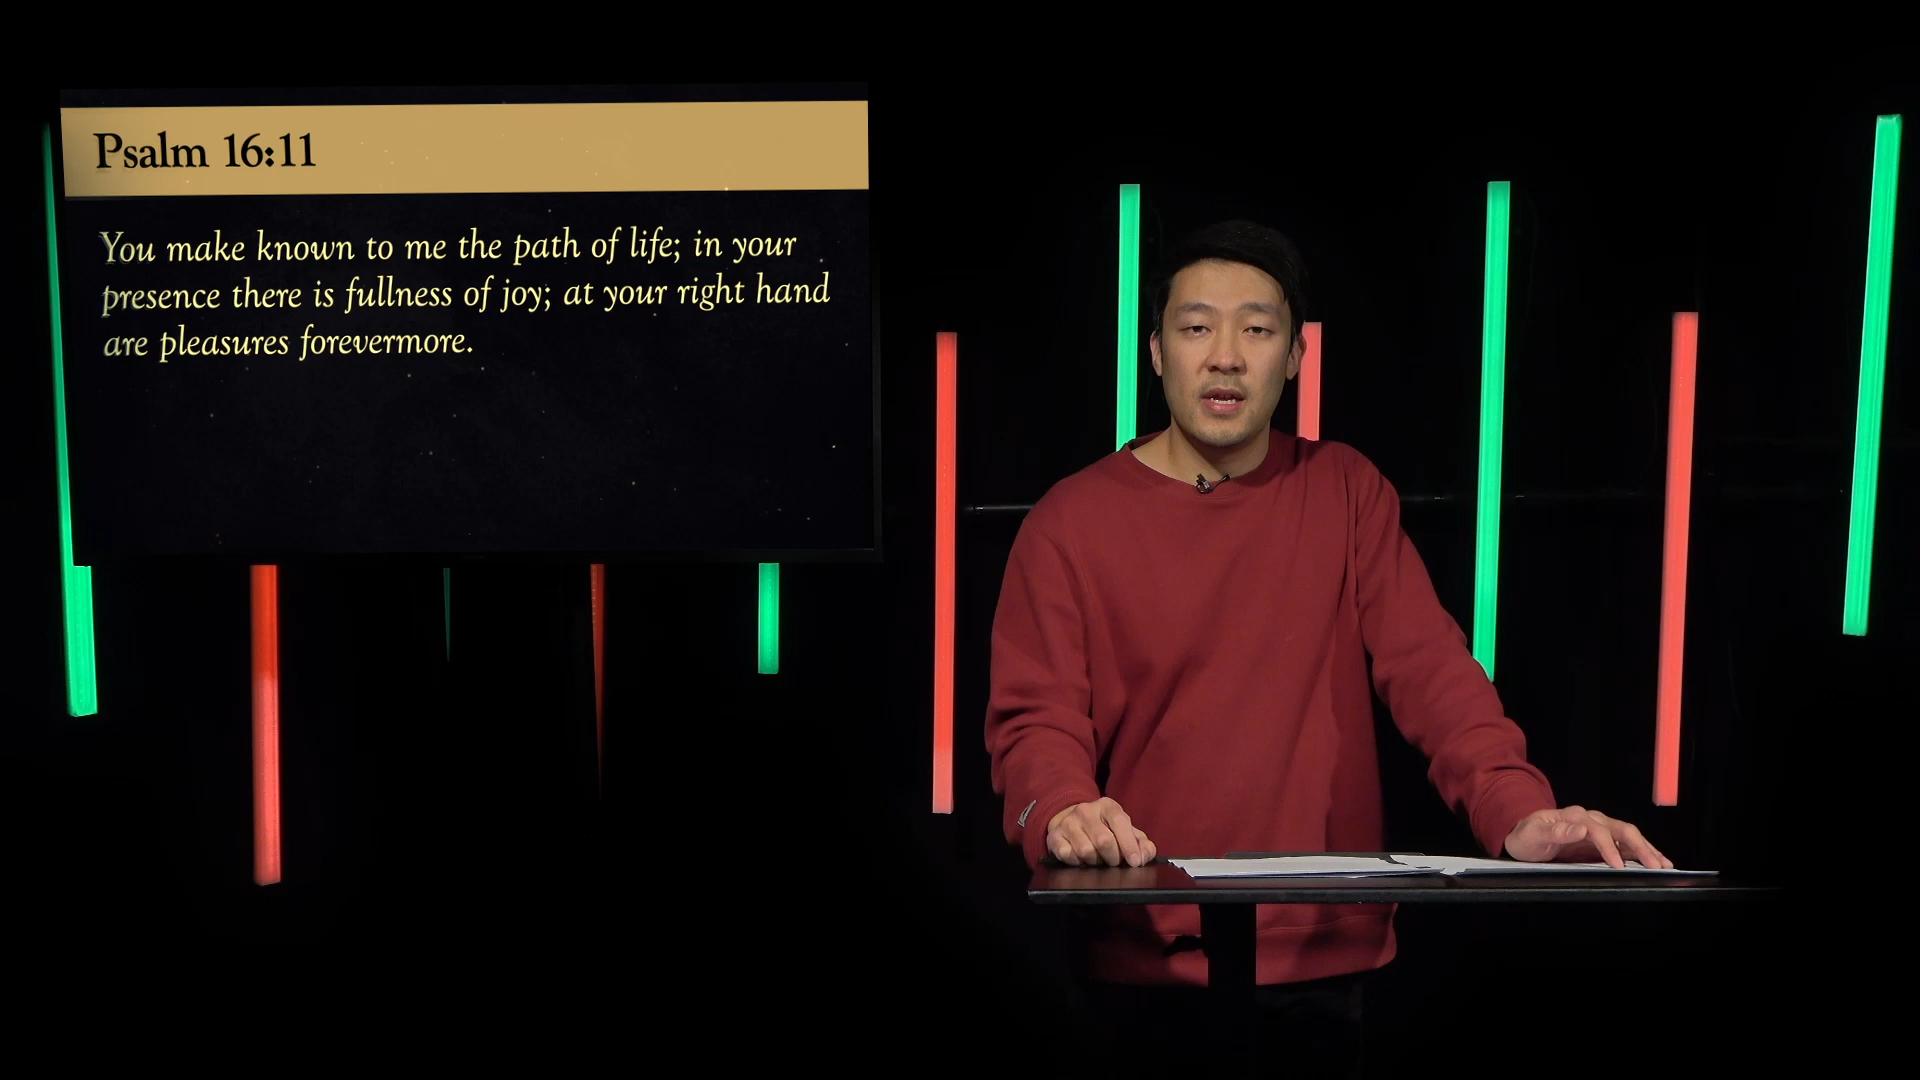 Psalm 16:11
You make known to me the path of life; in your
presence there is fullness of joy; at your right hand
are pleasures forevermore.